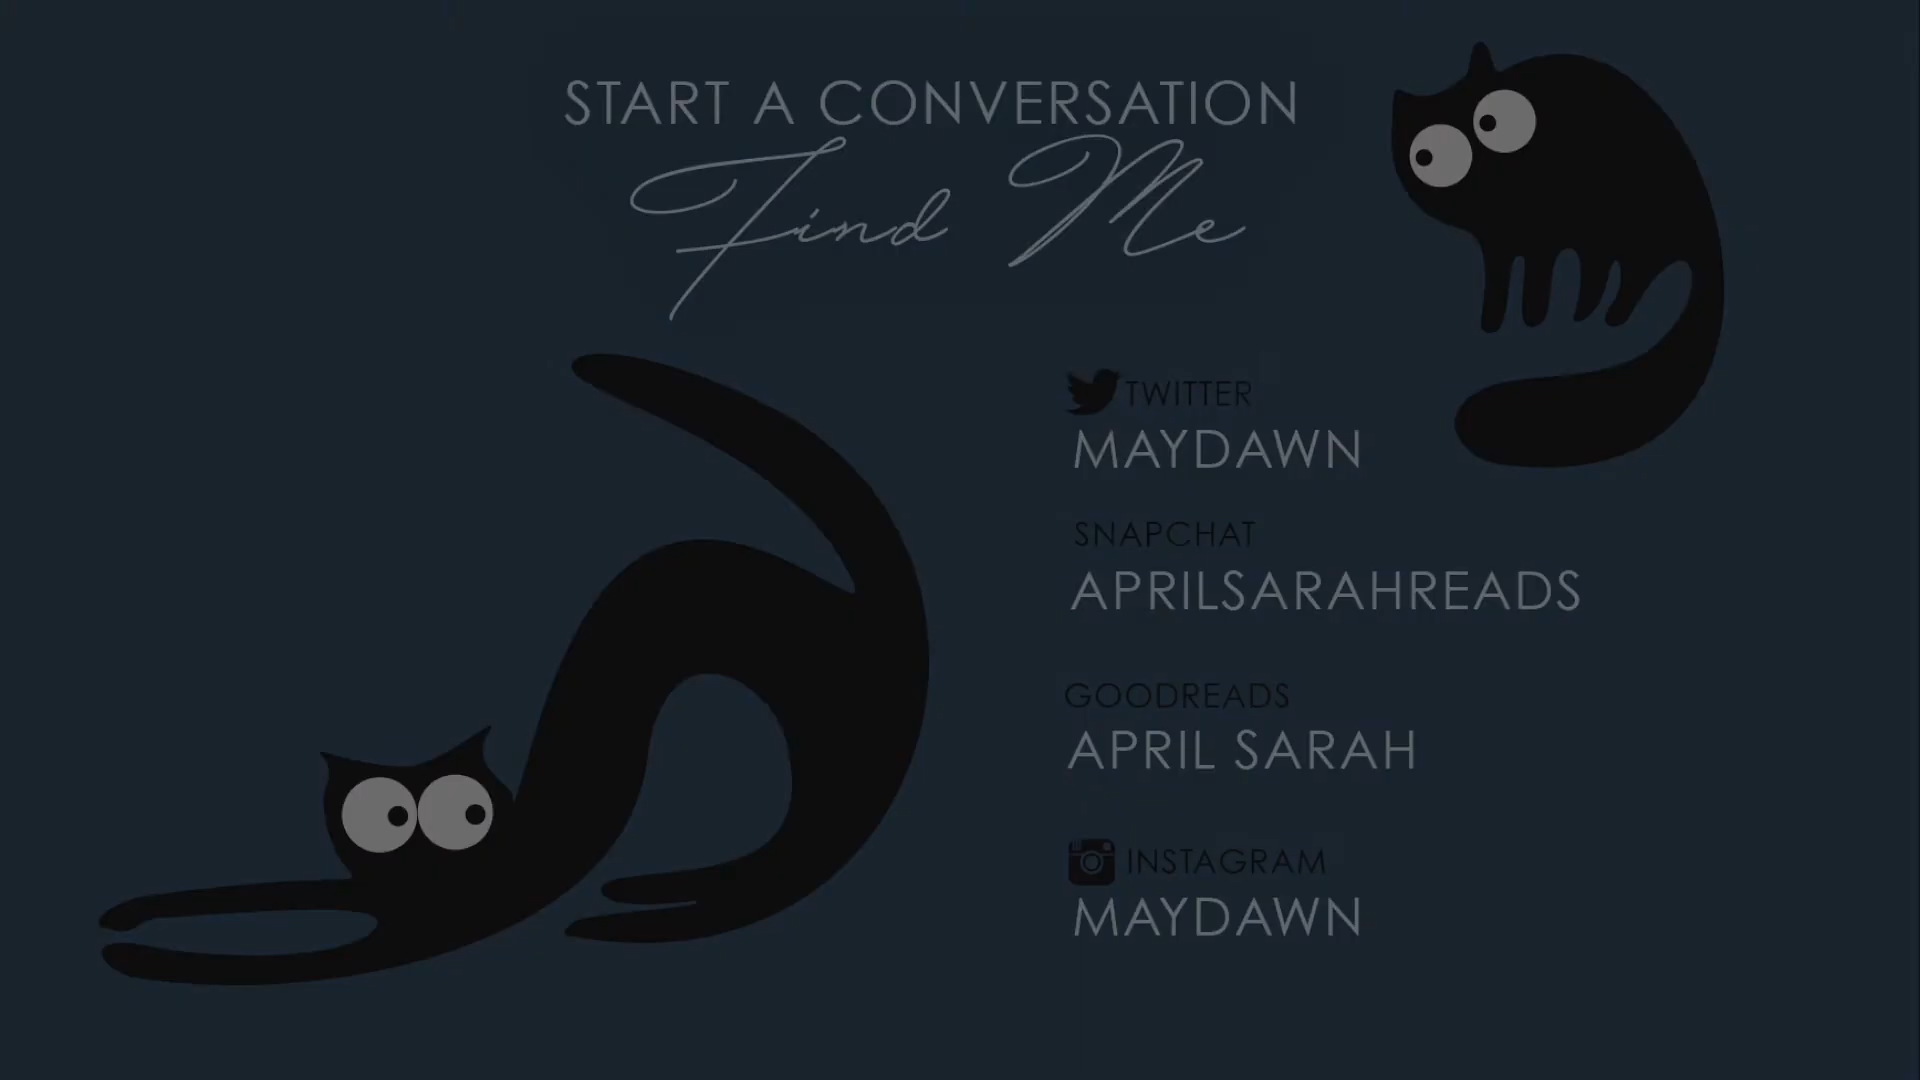 START A CONVERSATION
Find Me
TWITTER
MAYDAWN
SNAPCHAT
APRILSARAHREADS
GOODREADS
APRIL SARAH
INSTAGRAM
MAYDAWN